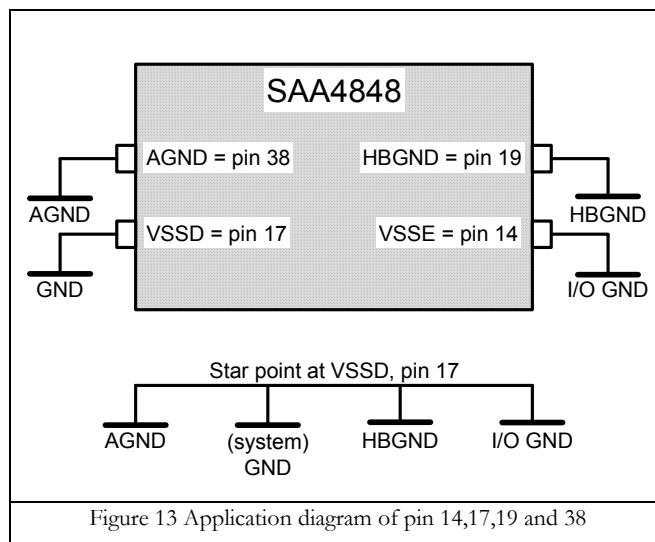 SAA4848
AGND = pin 38
HBGND = pin 19
AGND
HBGND
VSSD = pin 17
VSSE = pin 14
GND
I/O GND
Star point at VSSD, pin 17
AGND
(system)
GND
HBGND
I/O GND
Figure 13 Application diagram of pin 14,17,19 and 38